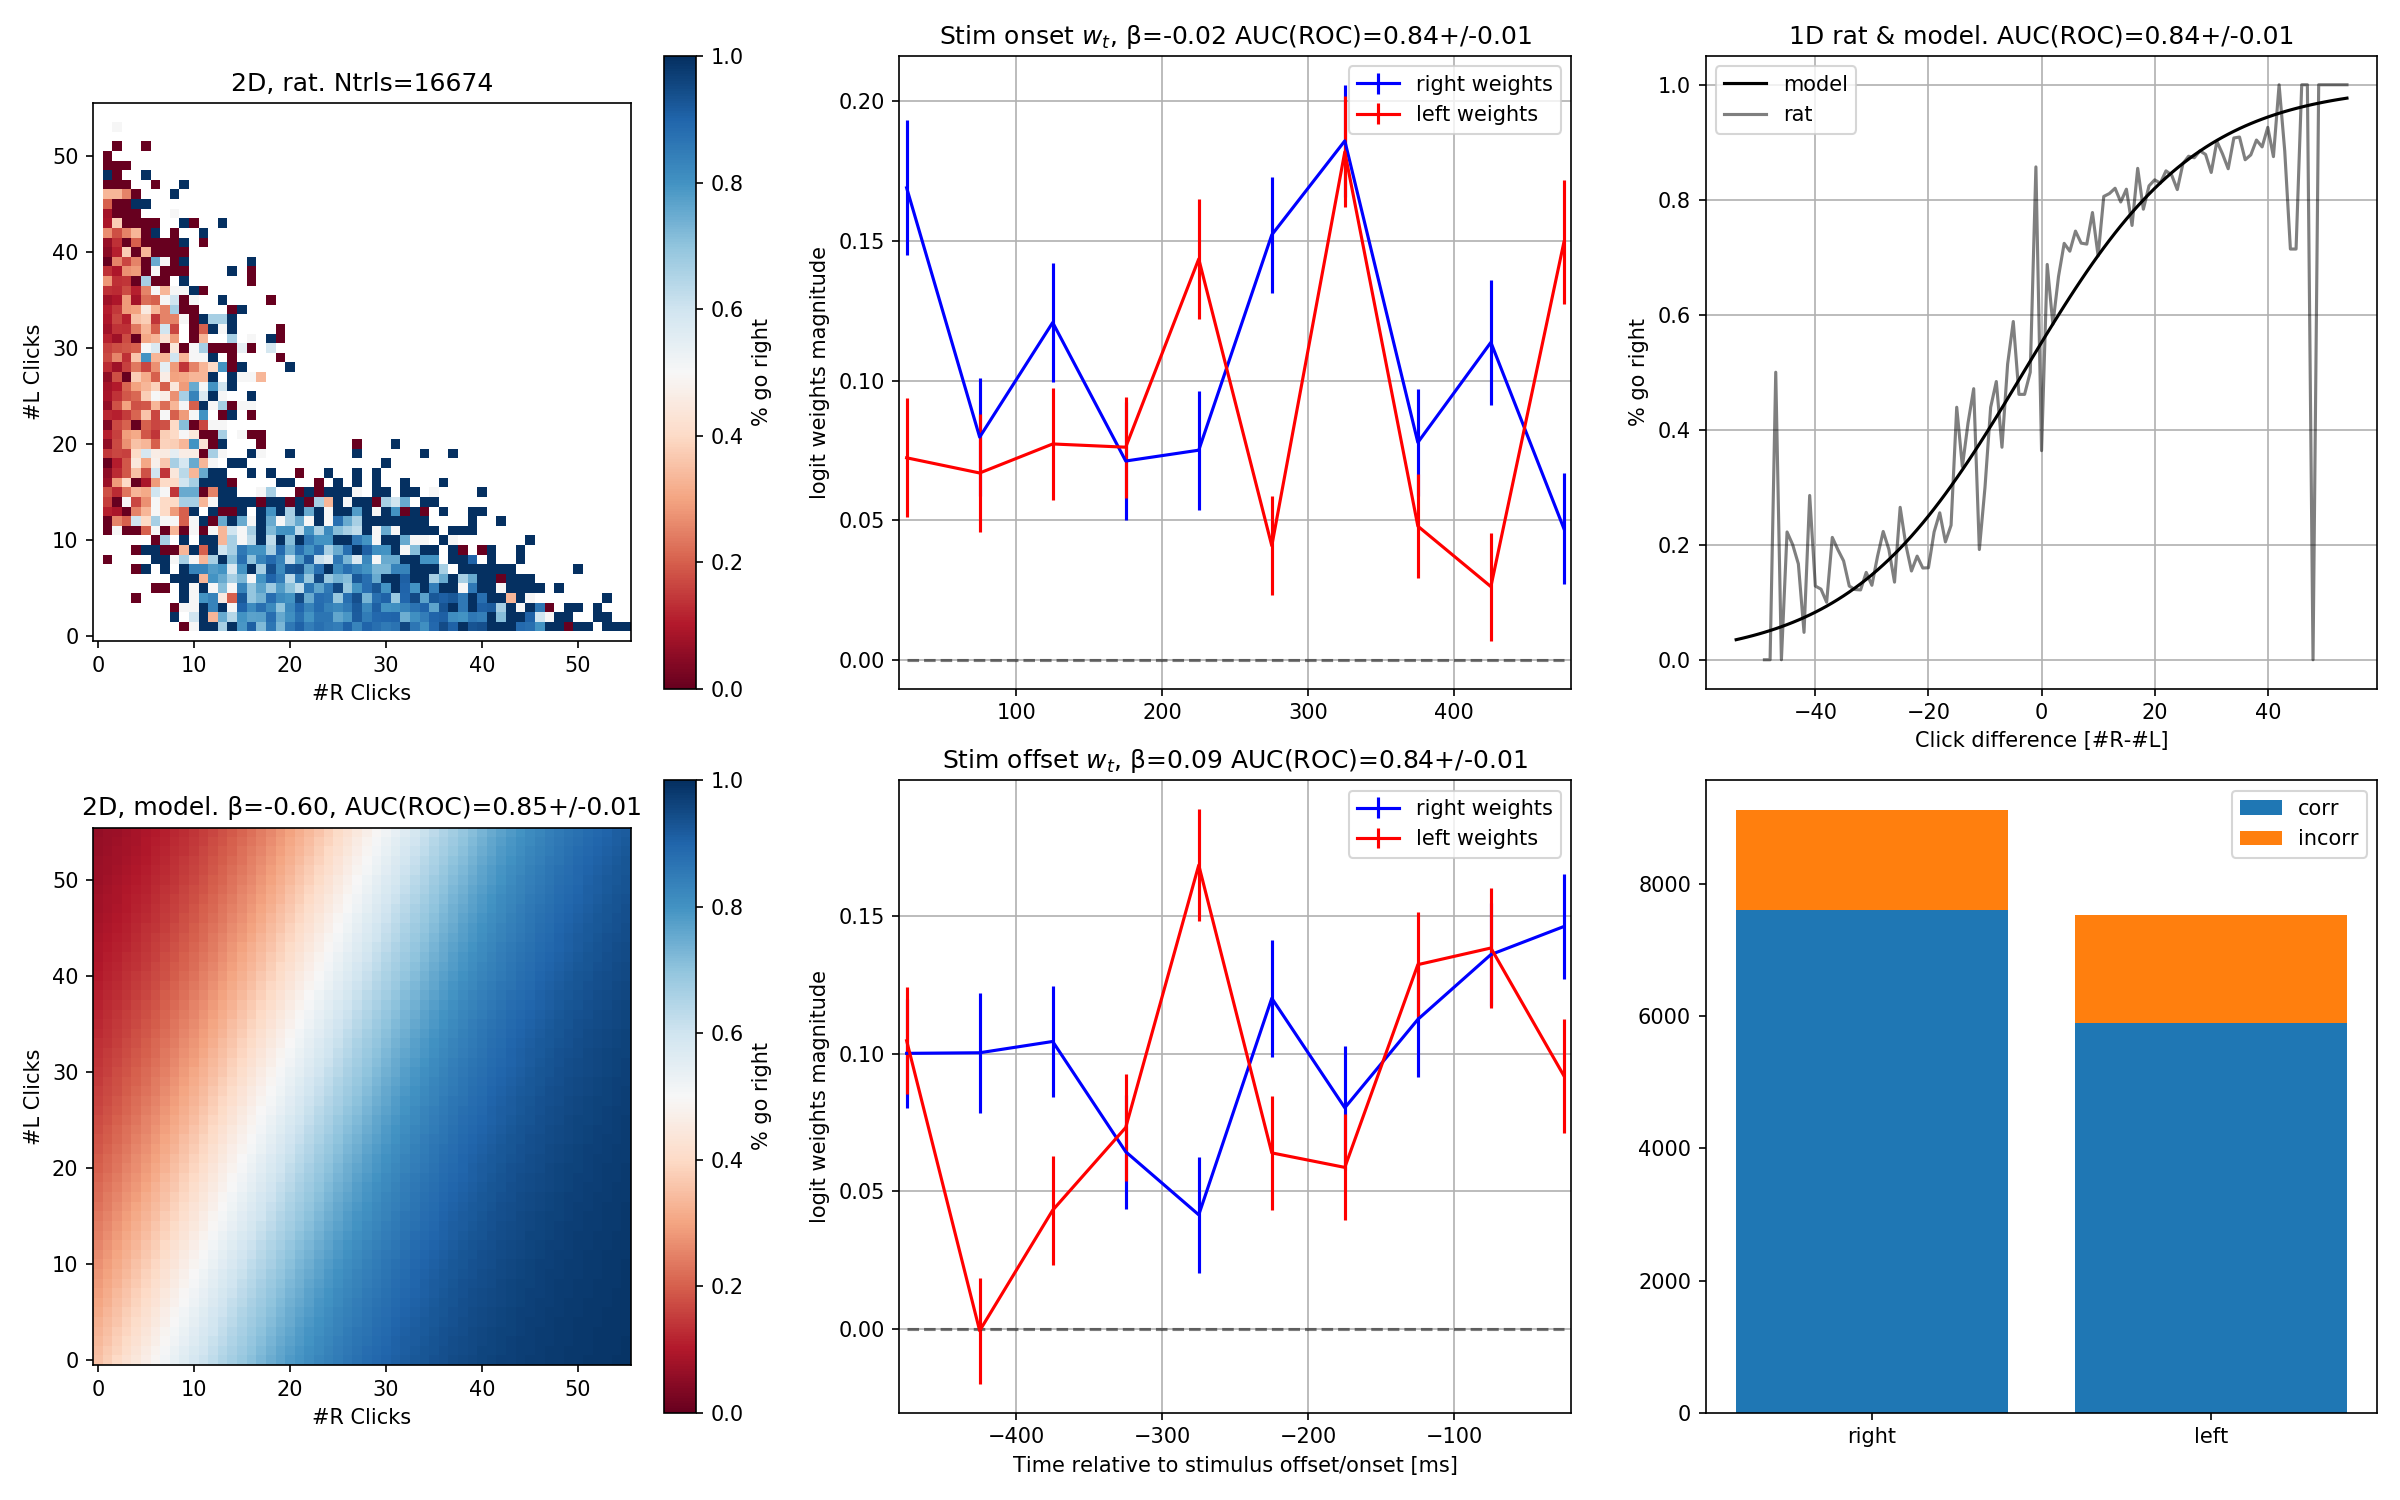 2D, rat. Ntrls=16674
#L Clicks
50
40
30
20
10
0
0 10 20 30 40 50
#R Clicks
1.0
0.8
0.6
0.4
0.2
0.0
% go right
Stim onset wt, β=-0.02 AUC(ROC)=0.84+/-0.01
logit weights magnitude
0.20
0.15
0.10
0.05
0.00
right weights
left weights
100 200 300 400
1D rat & model. AUC(ROC)=0.84+/-0.01
% go right
1.0
0.8
0.6
0.4
0.2
0.0
model
rat
−40 −20 0 20 40
Click difference [#R-#L]
2D, model. β=-0.60, AUC(ROC)=0.85+/-0.01
#L Clicks
50
40
30
20
10
0
0 10 20 30 40 50
#R Clicks
1.0
0.8
0.6
0.4
0.2
0.0
% go right
Stim offset wt, β=0.09 AUC(ROC)=0.84+/-0.01
logit weights magnitude
0.15
0.10
0.05
0.00
right weights
left weights
−400 −300 −200 −100
Time relative to stimulus offset/onset [ms]
8000
6000
4000
2000
0
corr
incorr
right left